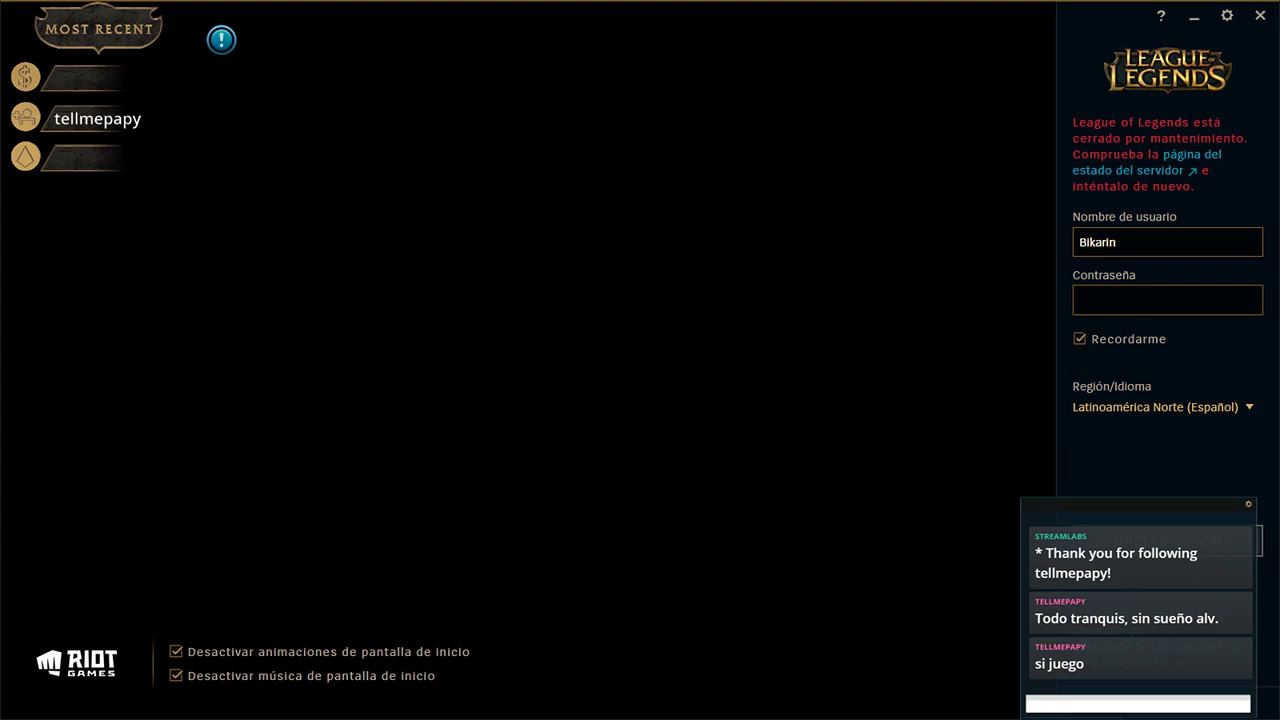 MOST RECENT
tellmepapy
LEAGUE OF LEGENDS
League of Legends está
cerrado por mantenimiento.
Comprueba la página del
estado del servidor ↗ e
inténtalo de nuevo.
Nombre de usuario
Bikarin
Contraseña
Recordarme
Región/Idioma
Latinoamérica Norte (Español)
STREAMLABS
* Thank you for following
tellmepapy!
TELLMEPAPY
Todo tranquis, sin sueño alv.
TELLMEPAPY
si juego
RIOT
GAMES
Desactivar animaciones de pantalla de inicio
Desactivar música de pantalla de inicio